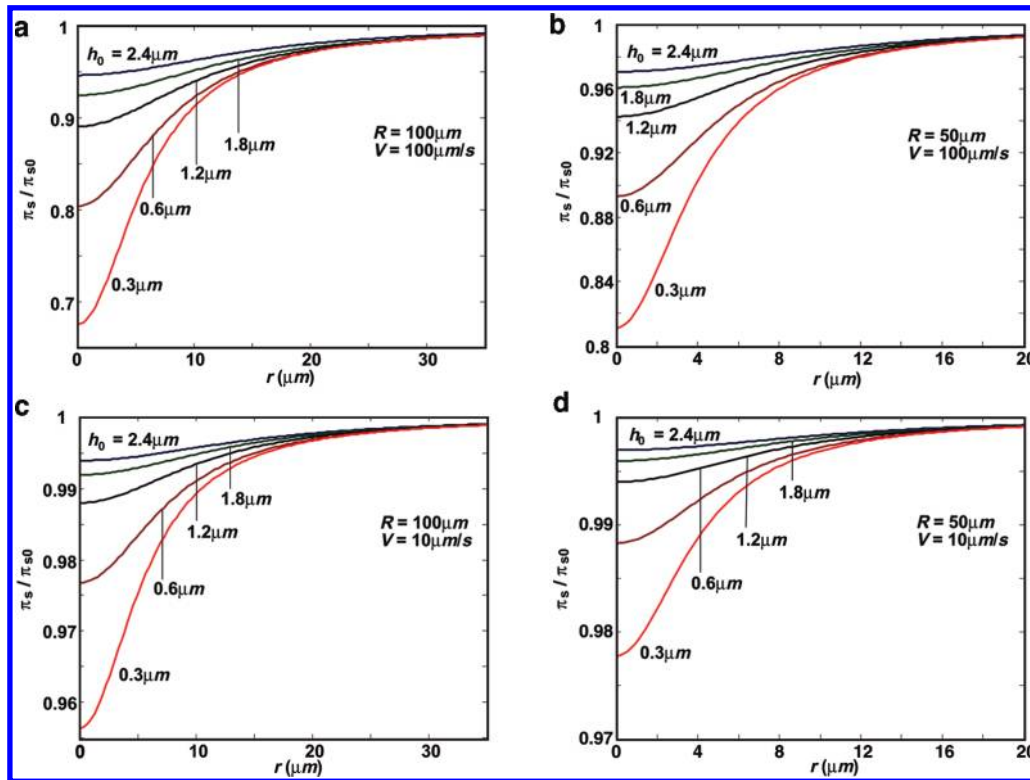 a
1
0.9
0.8
0.7
πs / πs0
h0 = 2.4μm
1.8μm
1.2μm
0.6μm
0.3μm
R = 100μm
V = 100μm/s
0 10 20 30
r (μm)
b
1
0.96
0.92
0.88
0.84
0.8
h0 = 2.4μm
1.8μm
1.2μm
0.6μm
0.3μm
R = 50μm
V = 100μm/s
0 4 8 12 16 20
r (μm)
c
1
0.99
0.98
0.97
0.96
πs / πs0
h0 = 2.4μm
1.8μm
1.2μm
0.6μm
0.3μm
R = 100μm
V = 10μm/s
0 10 20 30
r (μm)
d
1
0.99
0.98
0.97
πs / πs0
h0 = 2.4μm
1.8μm
1.2μm
0.6μm
0.3μm
R = 50μm
V = 10μm/s
0 4 8 12 16 20
r (μm)